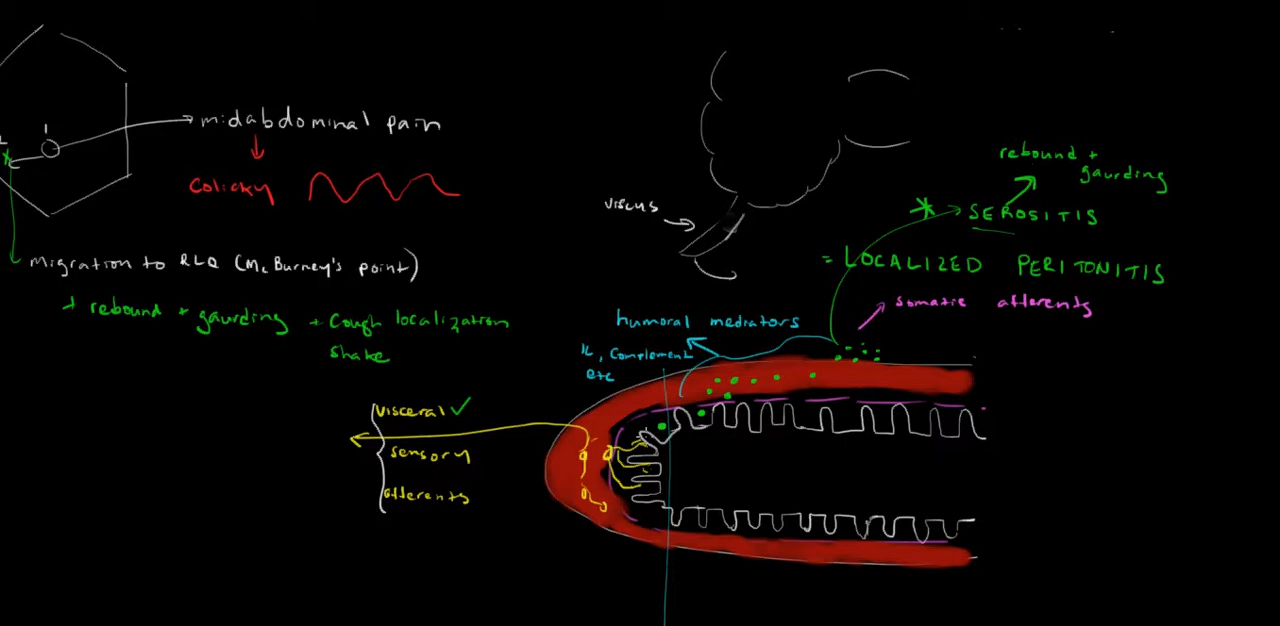 1
midabdominal pain
Colicky
Migration to RLQ (McBurney's point)
+ rebound + gaurding + Cough localization
shake
viscus
rebound +
gaurding
* SEROSITIS
= LOCALIZED PERITONITIS
somatic afferents
humoral mediators
IL, Complement
etc
visceral ✓
sensory
afferents